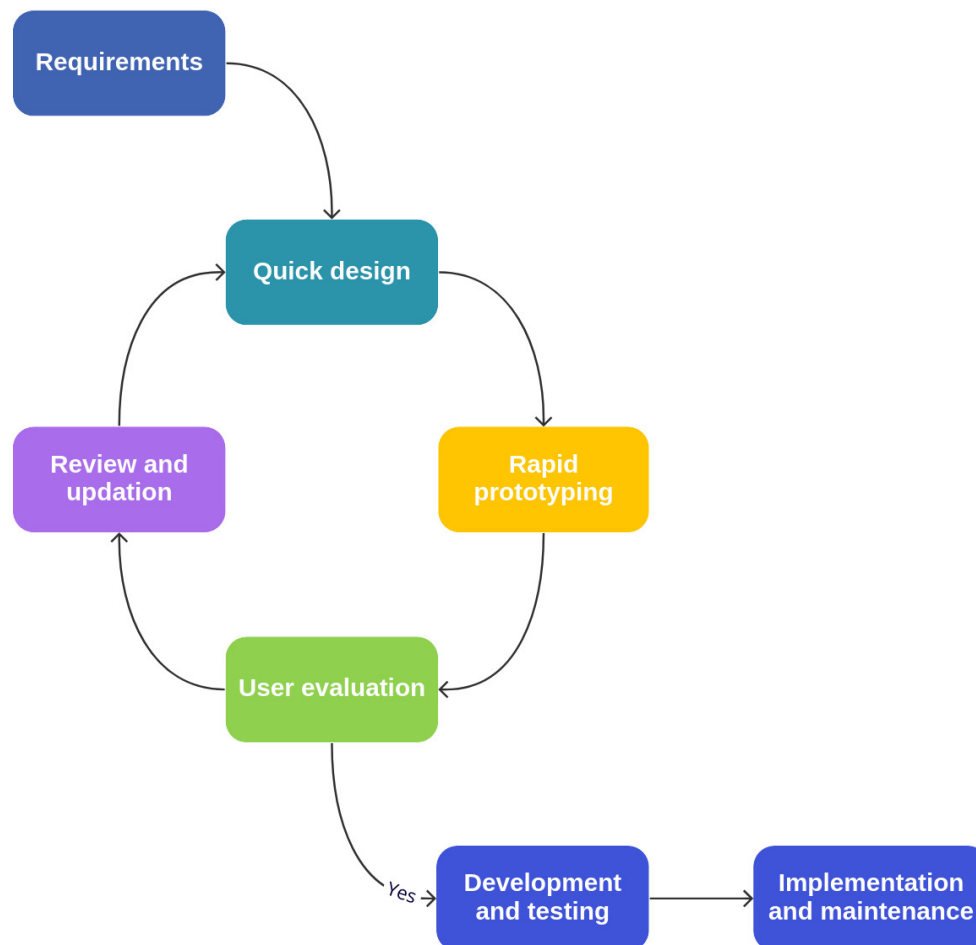 Requirements
Quick design
Review and
updation
Rapid
prototyping
User evaluation
Yes
Development
and testing
Implementation
and maintenance